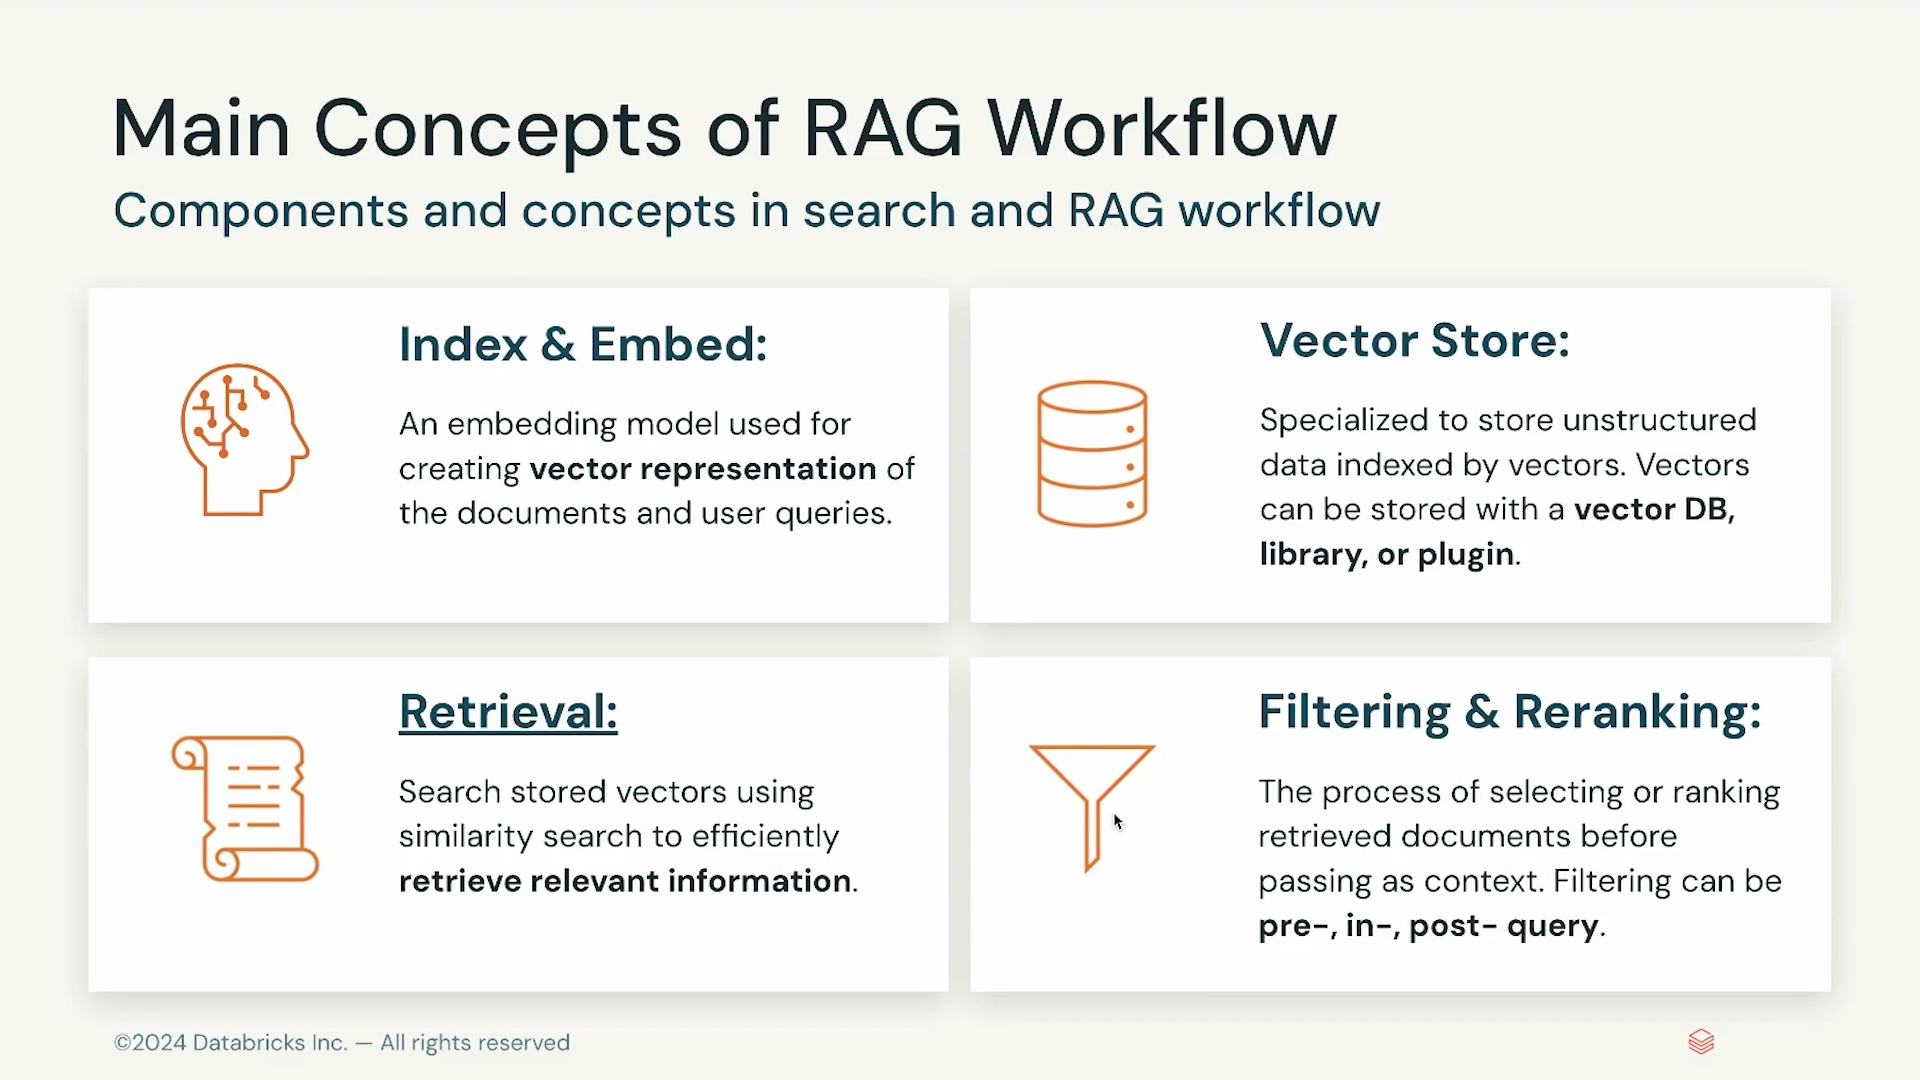 Main Concepts of RAG Workflow
Components and concepts in search and RAG workflow
Index & Embed:
An embedding model used for
creating vector representation of
the documents and user queries.
Vector Store:
Specialized to store unstructured
data indexed by vectors. Vectors
can be stored with a vector DB,
library, or plugin.
Retrieval:
Search stored vectors using
similarity search to efficiently
retrieve relevant information.
Filtering & Reranking:
The process of selecting or ranking
retrieved documents before
passing as context. Filtering can be
pre-, in-, post- query.
©2024 Databricks Inc. — All rights reserved